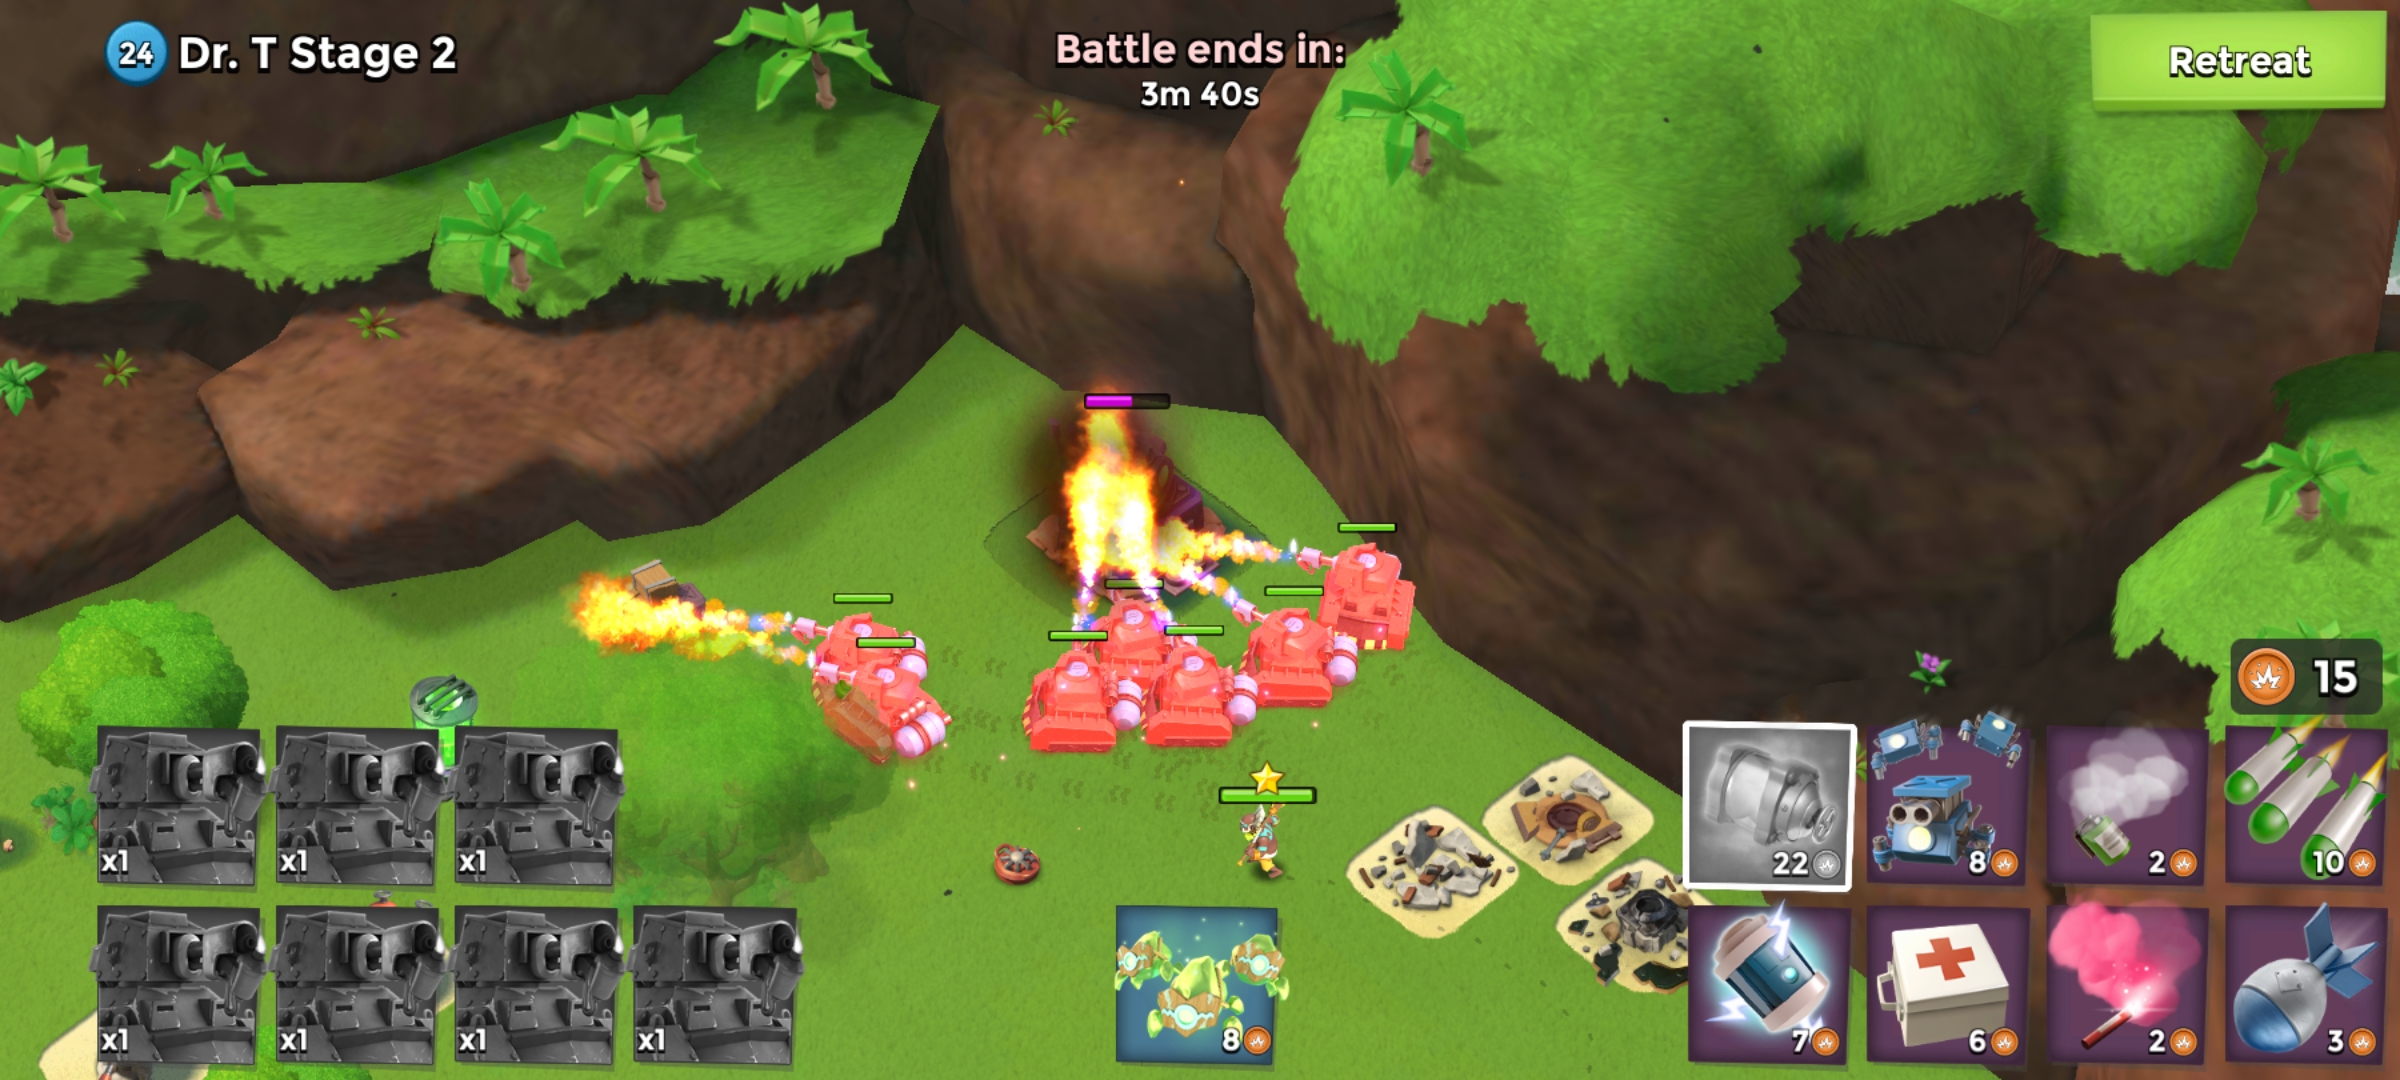 24 Dr. T Stage 2
Battle ends in:
3m 40s
Retreat
15
x1 x1 x1
22 8 2 10
x1 x1 x1 x1
8
7 6 2 3